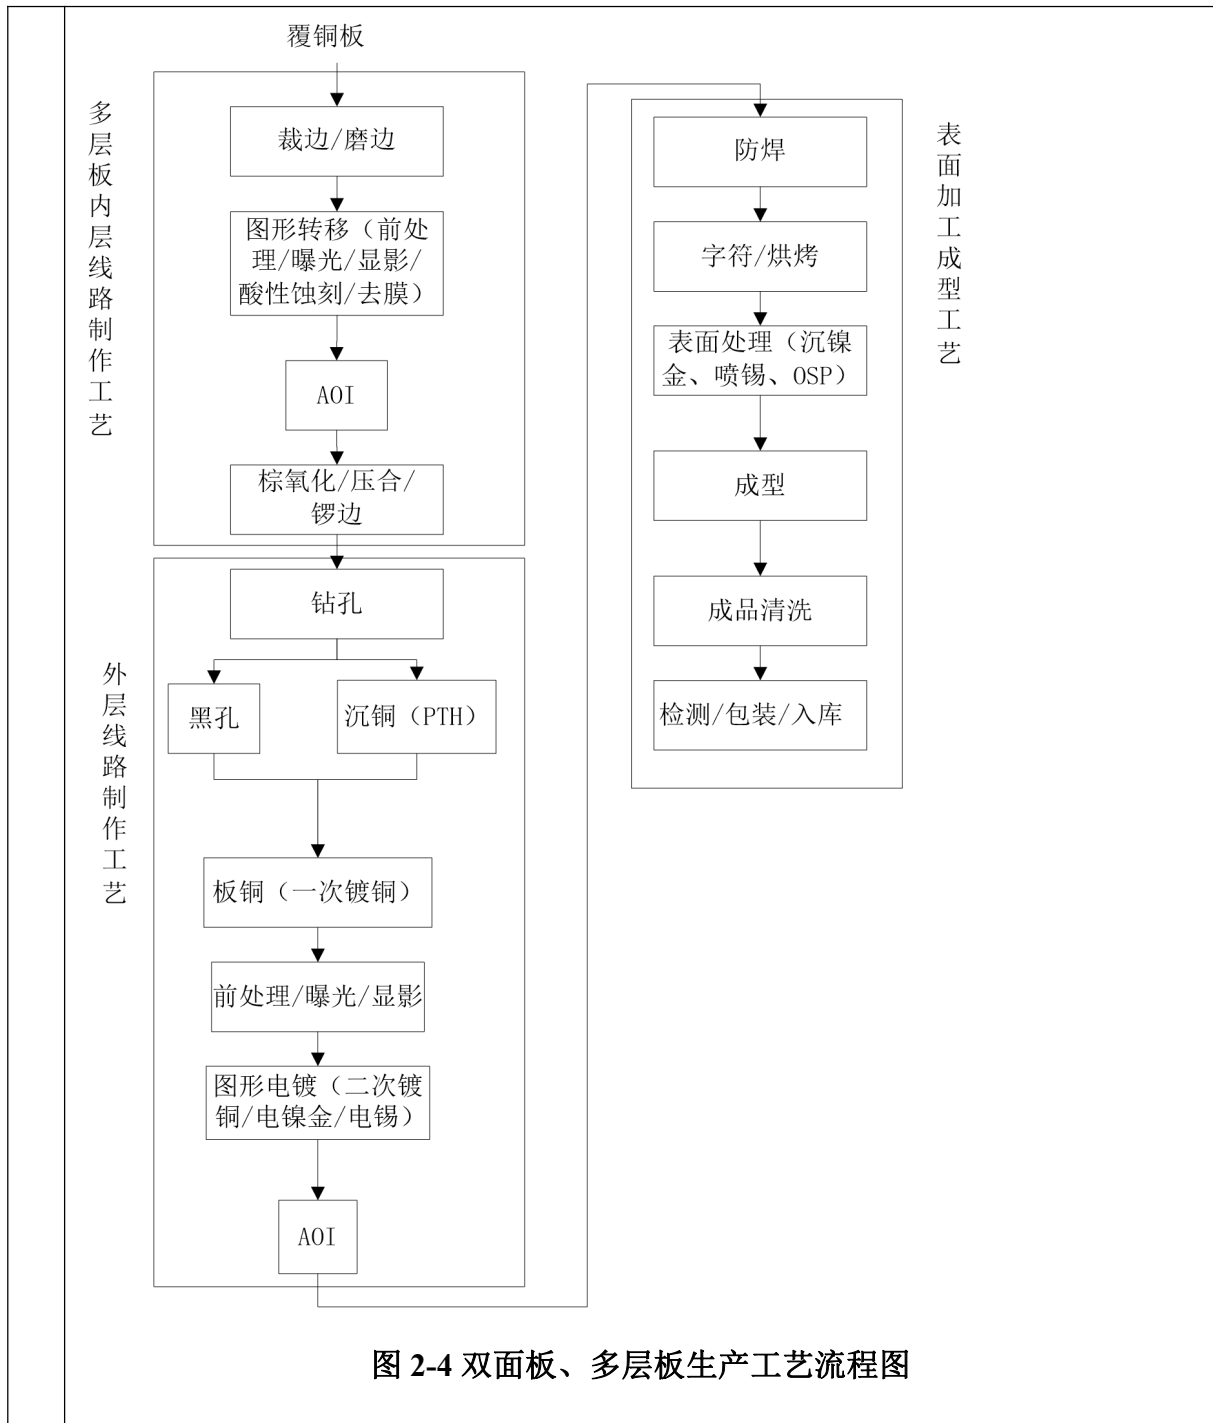 覆铜板
多层板内层线路制作工艺
裁边/磨边
图形转移（前处
理/曝光/显影/
酸性蚀刻/去膜）
AOI
棕氧化/压合/
锣边
外层线路制作工艺
钻孔
黑孔
沉铜（PTH）
板铜（一次镀铜）
前处理/曝光/显影
图形电镀（二次镀
铜/电镍金/电锡）
AOI
表面加工成型工艺
防焊
字符/烘烤
表面处理（沉镍
金、喷锡、OSP）
成型
成品清洗
检测/包装/入库
图 2-4 双面板、多层板生产工艺流程图